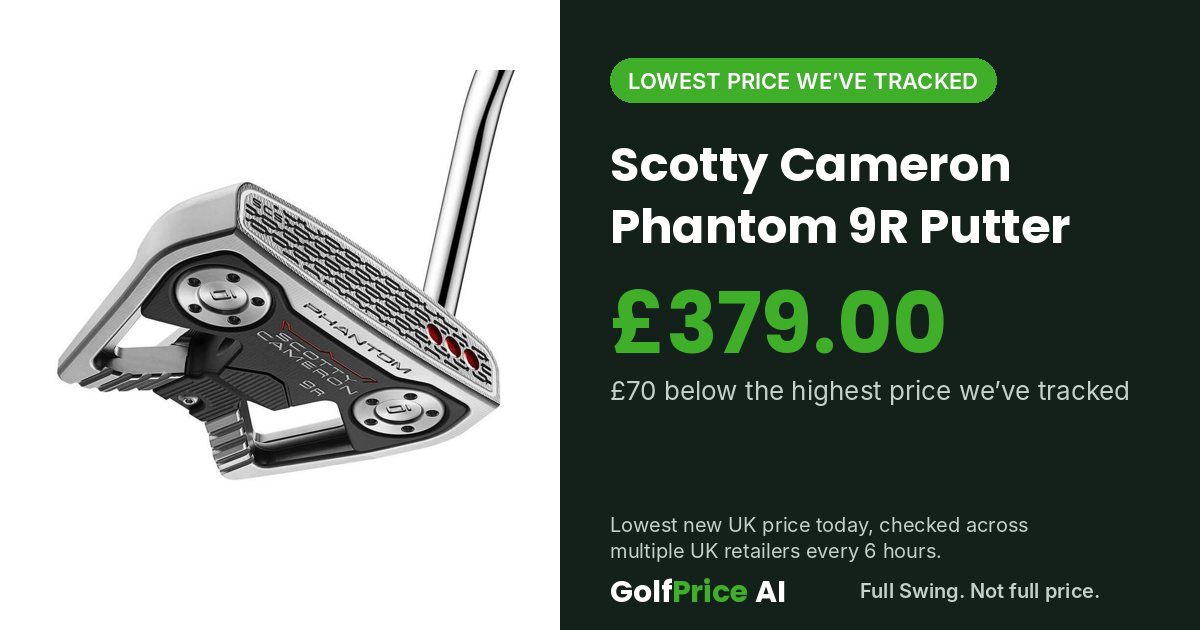 LOWEST PRICE WE’VE TRACKED
Scotty Cameron
Phantom 9R Putter
£379.00
£70 below the highest price we’ve tracked
Lowest new UK price today, checked across
multiple UK retailers every 6 hours.
GolfPrice AI
Full Swing. Not full price.
PHANTOM
SCOTTY
CAMERON
9R